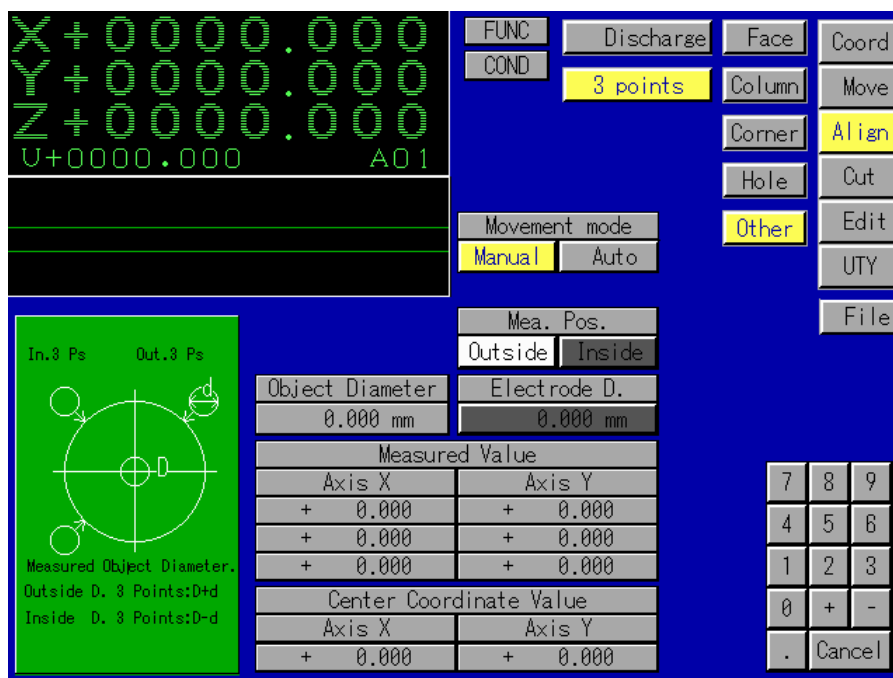 X+0000.000
Y+0000.000
Z+0000.000
U+0000.000 A01
FUNC
COND
Discharge
3 points
Face
Column
Corner
Hole
Other
Coord
Move
Align
Cut
Edit
UTY
File
Movement mode
Manual Auto
Mea. Pos.
Outside Inside
Object Diameter Electrode D.
0.000 mm 0.000 mm
Measured Value
Axis X Axis Y
+ 0.000 + 0.000
+ 0.000 + 0.000
+ 0.000 + 0.000
Center Coordinate Value
Axis X Axis Y
+ 0.000 + 0.000
In.3 Ps Out.3 Ps
d
D
Measured Object Diameter.
Outside D. 3 Points:D+d
Inside D. 3 Points:D-d
7 8 9
4 5 6
1 2 3
0 + -
. Cancel